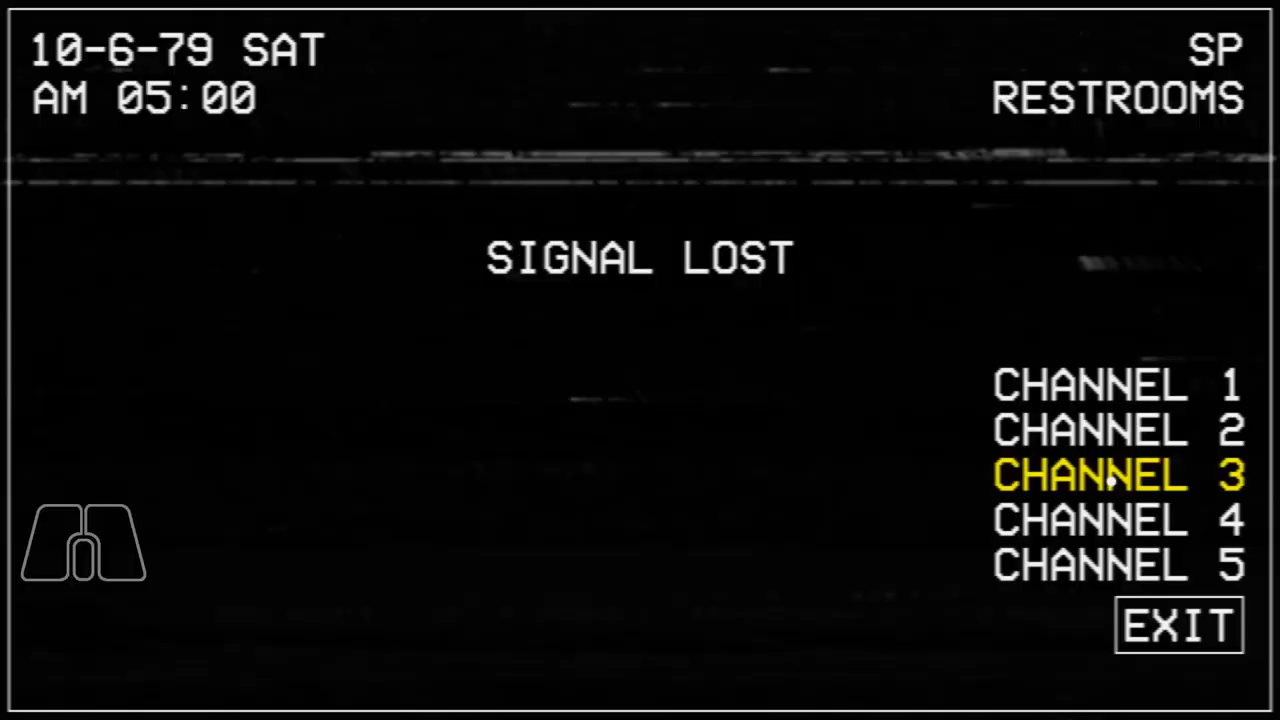 10-6-79 SAT
AM 05:00
SP
RESTROOMS
SIGNAL LOST
CHANNEL 1
CHANNEL 2
CHANNEL 3
CHANNEL 4
CHANNEL 5
EXIT